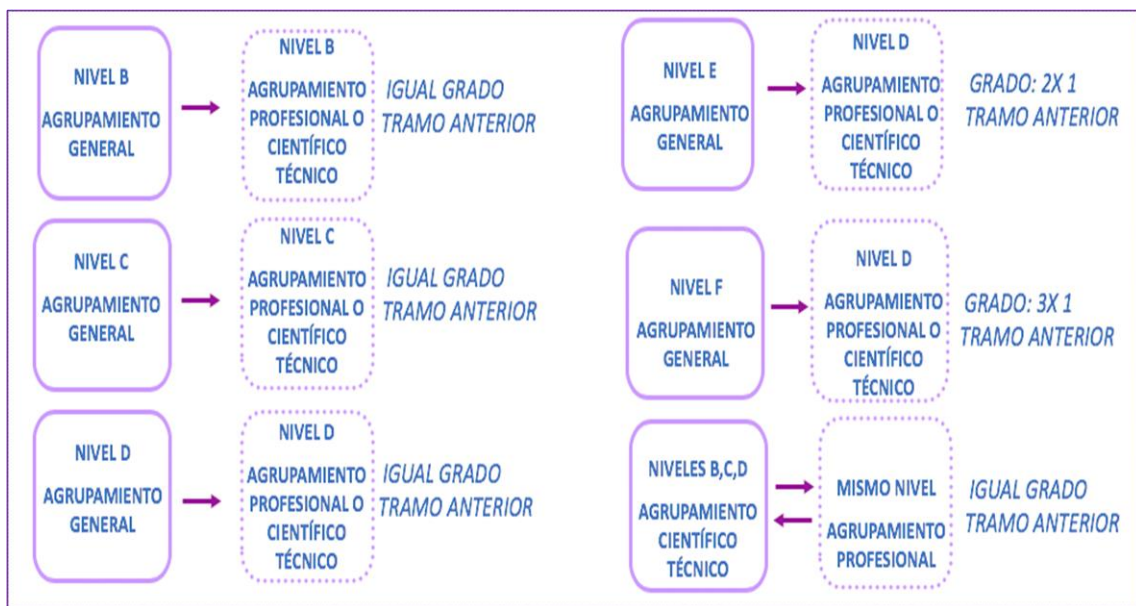 NIVEL B
AGRUPAMIENTO
GENERAL
NIVEL B
AGRUPAMIENTO
PROFESIONAL O
CIENTÍFICO
TÉCNICO
IGUAL GRADO
TRAMO ANTERIOR
NIVEL C
AGRUPAMIENTO
GENERAL
NIVEL C
AGRUPAMIENTO
PROFESIONAL O
CIENTÍFICO
TÉCNICO
IGUAL GRADO
TRAMO ANTERIOR
NIVEL D
AGRUPAMIENTO
GENERAL
NIVEL D
AGRUPAMIENTO
PROFESIONAL O
CIENTÍFICO
TÉCNICO
IGUAL GRADO
TRAMO ANTERIOR
NIVEL E
AGRUPAMIENTO
GENERAL
NIVEL D
AGRUPAMIENTO
PROFESIONAL O
CIENTÍFICO
TÉCNICO
GRADO: 2X 1
TRAMO ANTERIOR
NIVEL F
AGRUPAMIENTO
GENERAL
NIVEL D
AGRUPAMIENTO
PROFESIONAL O
CIENTÍFICO
TÉCNICO
GRADO: 3X 1
TRAMO ANTERIOR
NIVELES B,C,D
AGRUPAMIENTO
CIENTÍFICO
TÉCNICO
MISMO NIVEL
AGRUPAMIENTO
PROFESIONAL
IGUAL GRADO
TRAMO ANTERIOR